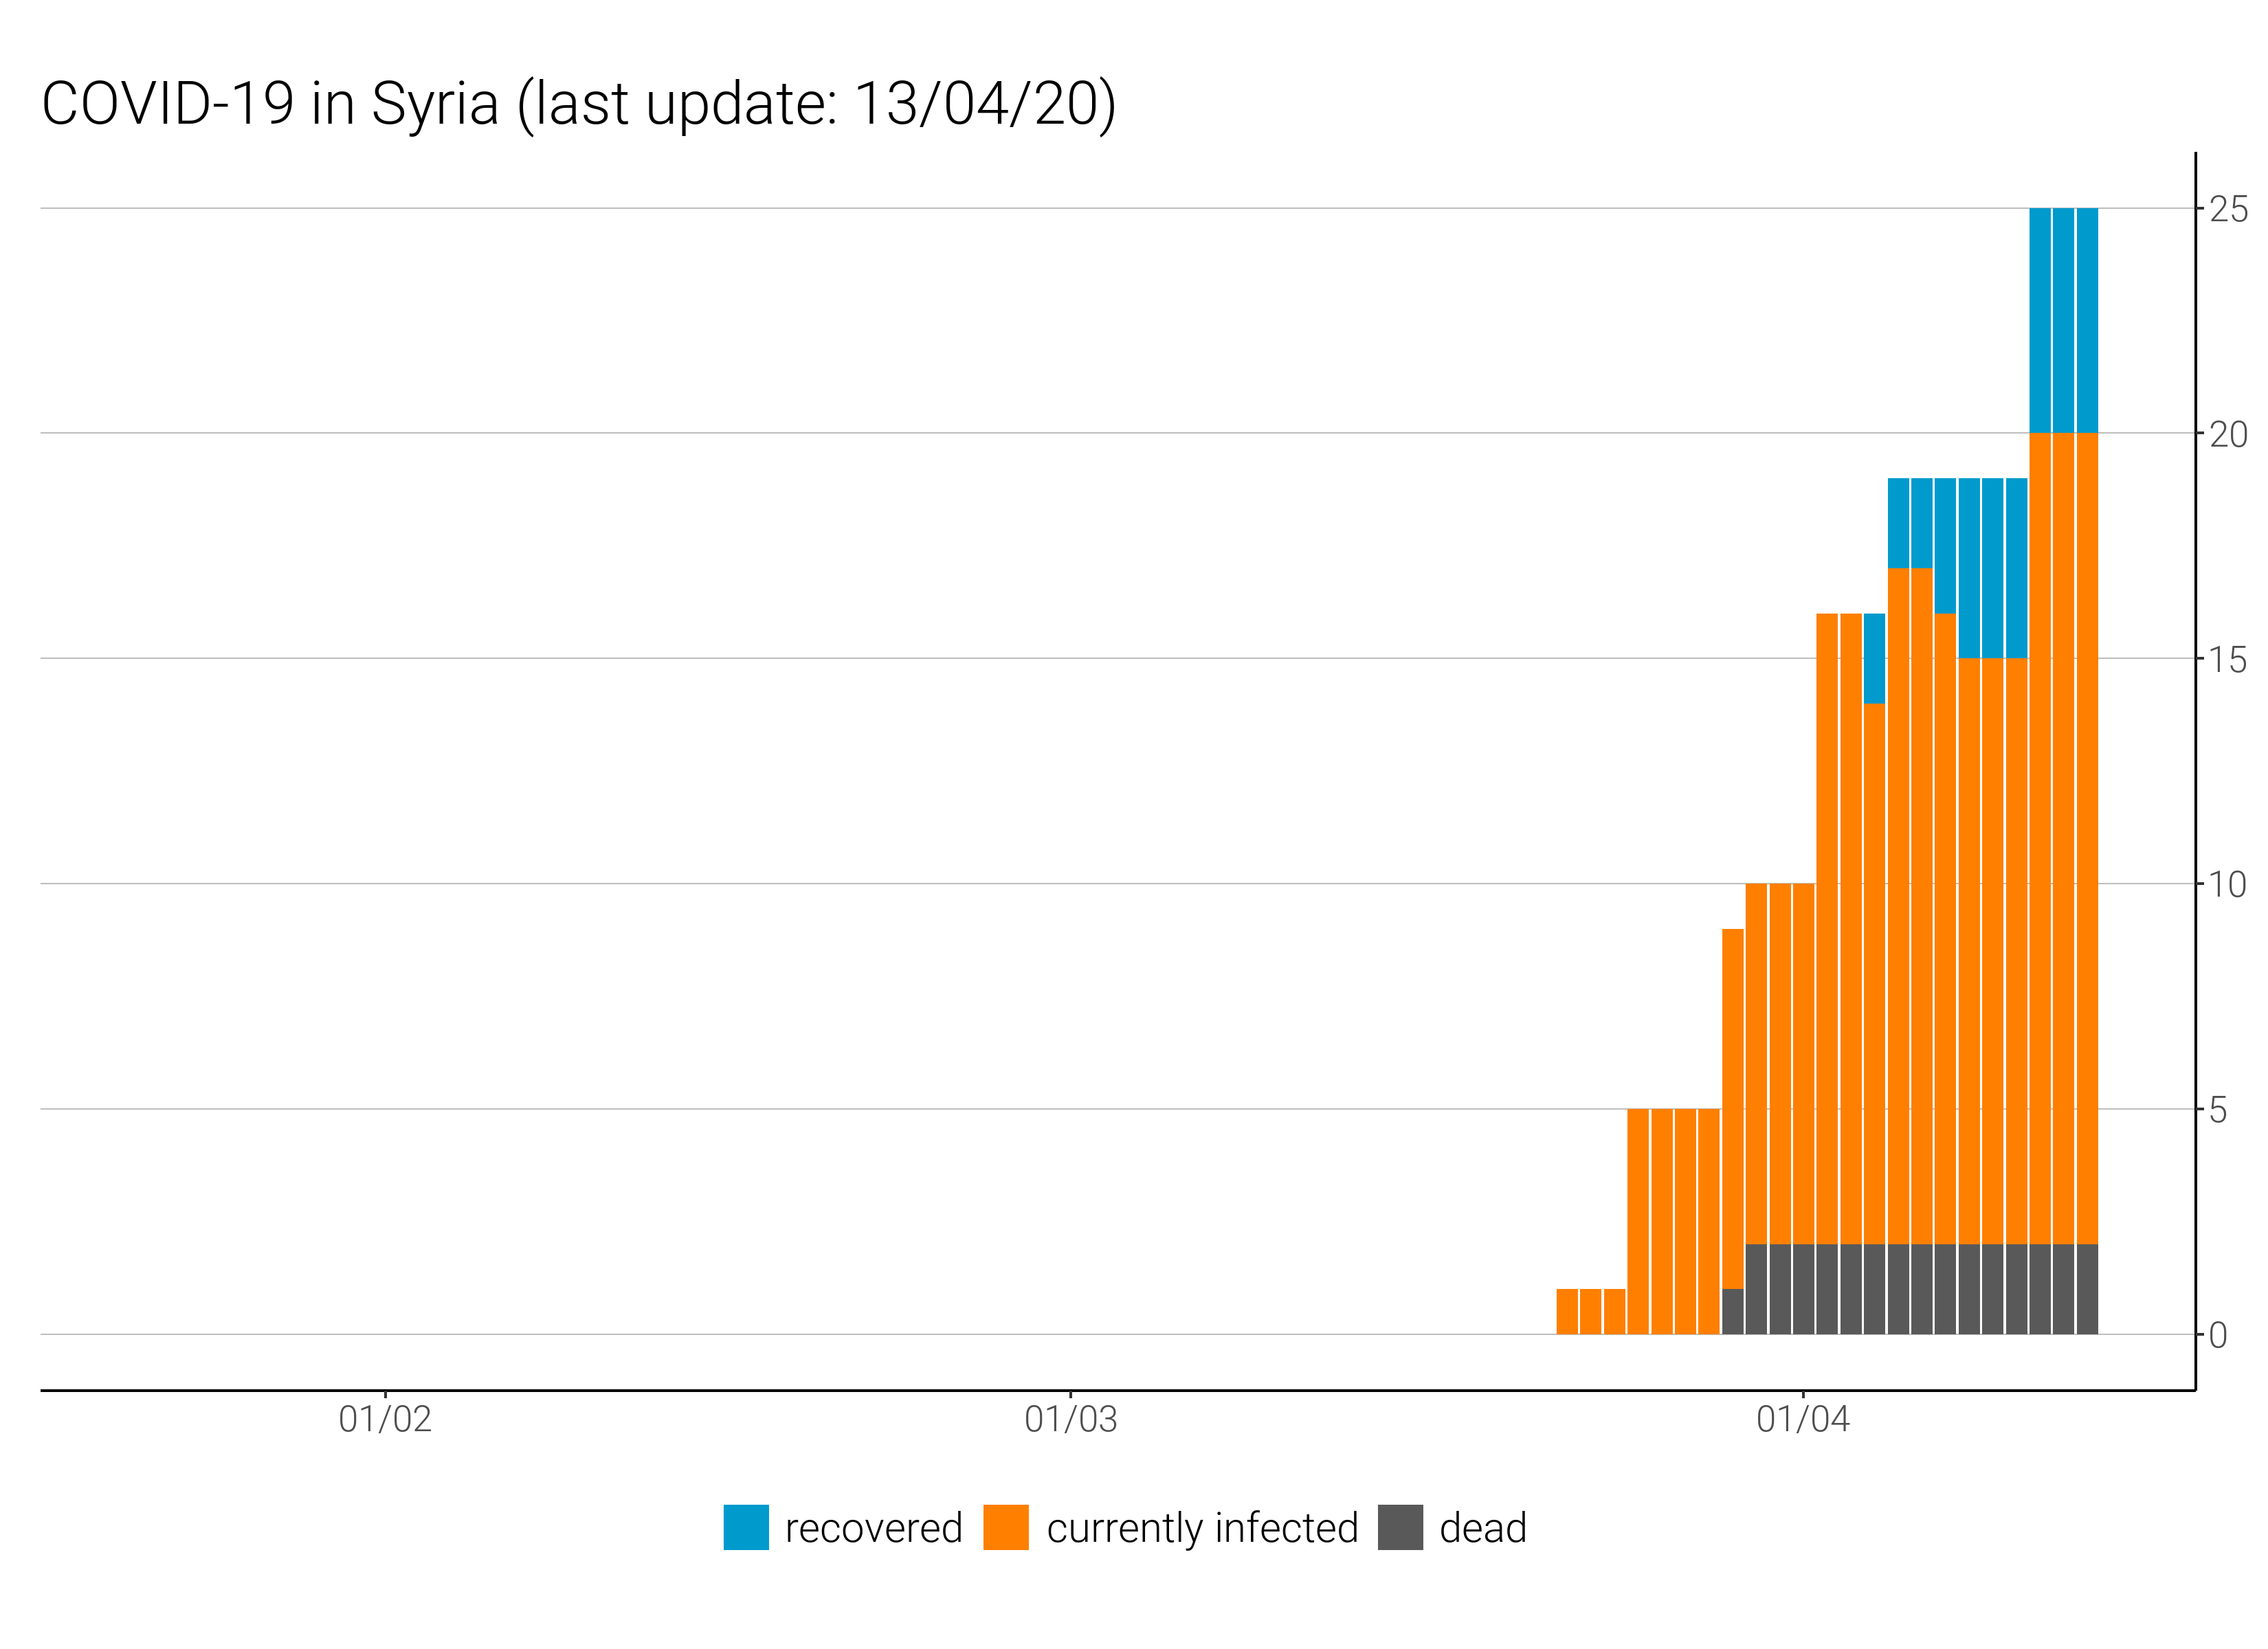 COVID-19 in Syria (last update: 13/04/20)
25
20
15
10
5
0
01/02 01/03 01/04
recovered currently infected dead